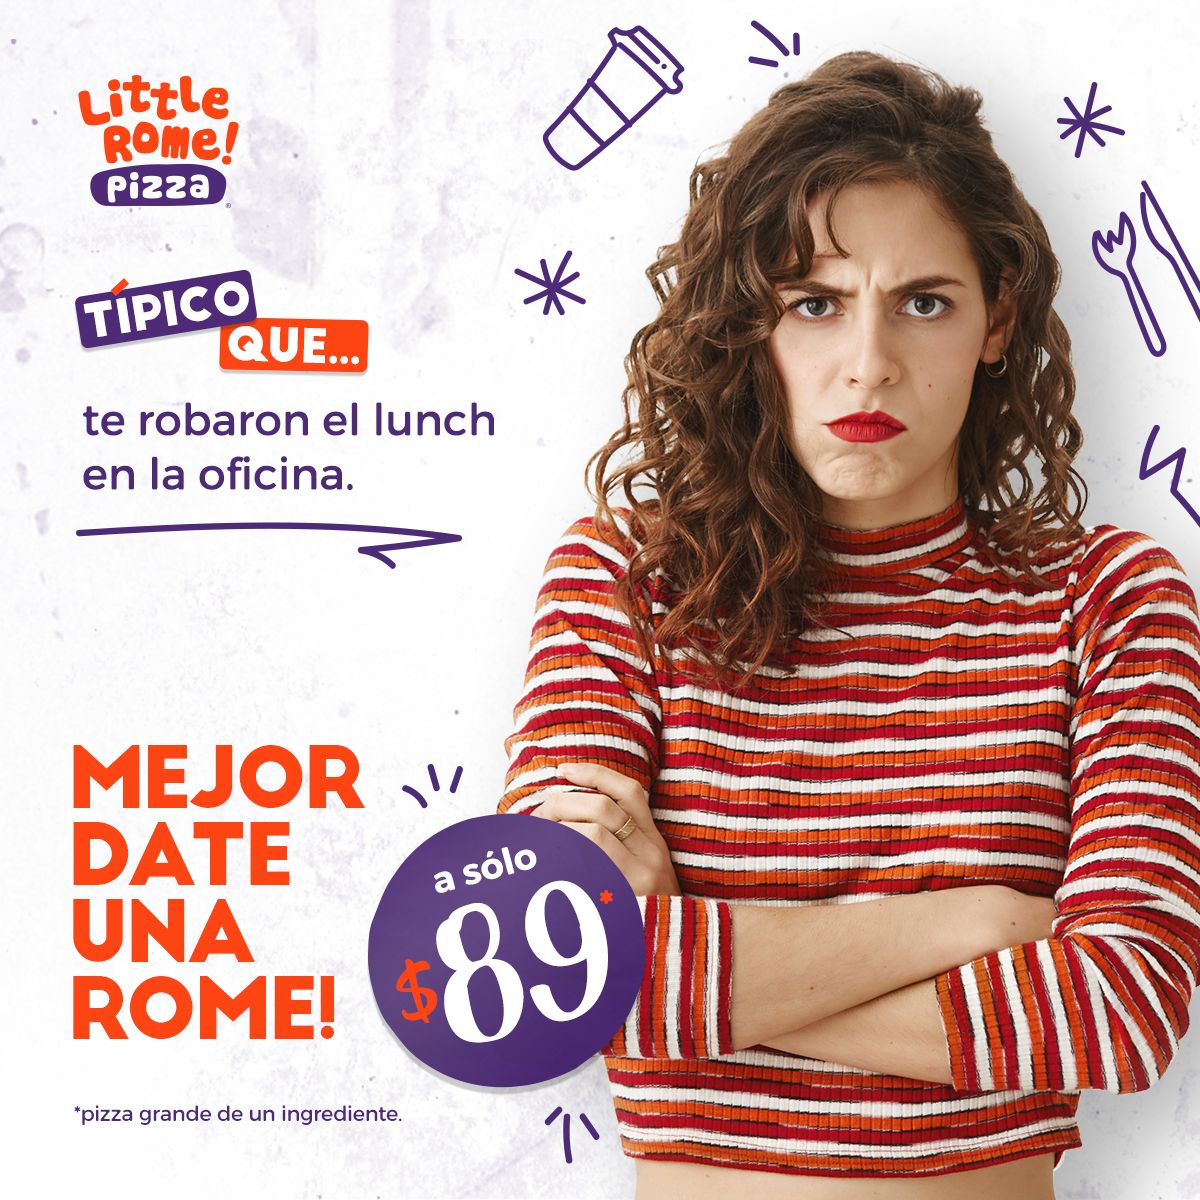 Little
Rome!
Pizza
®
TÍPICO
QUE...
te robaron el lunch
en la oficina.
MEJOR
DATE
UNA
ROME!
a sólo
$89*
*pizza grande de un ingrediente.